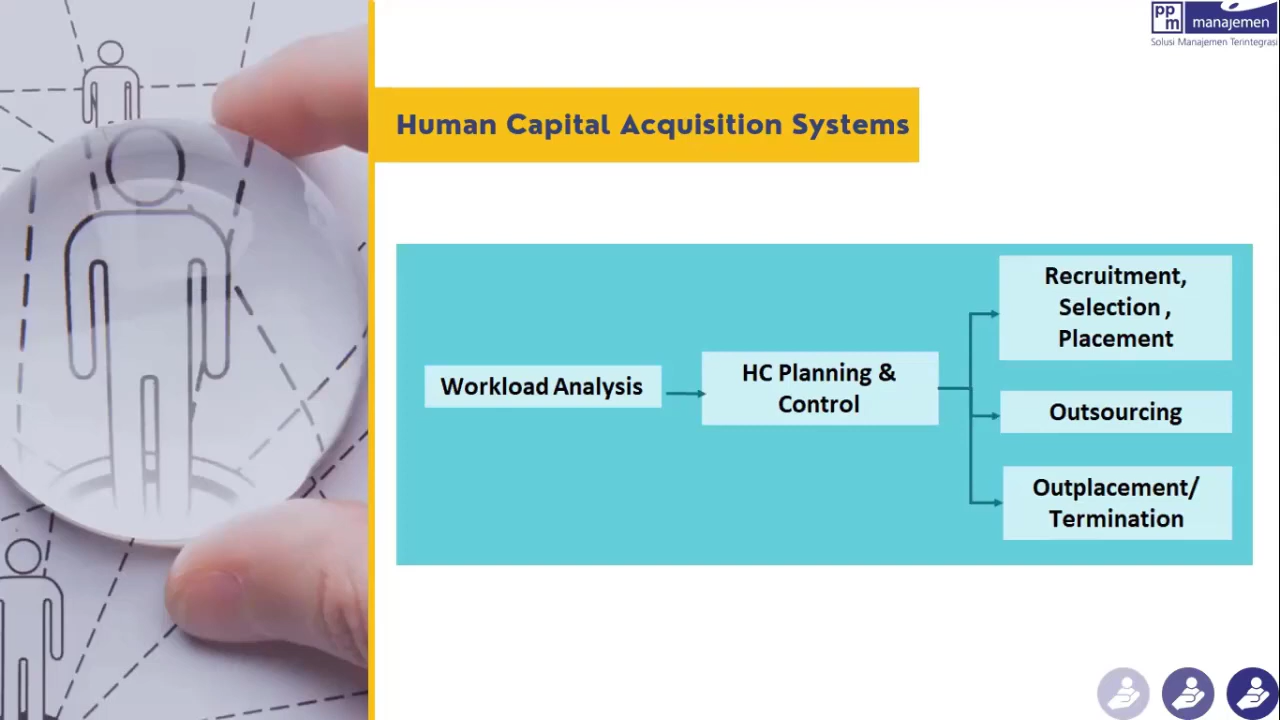 ppm
manajemen
Solusi Manajemen Terintegrasi
Human Capital Acquisition Systems
Workload Analysis
HC Planning &
Control
Recruitment,
Selection ,
Placement
Outsourcing
Outplacement/
Termination